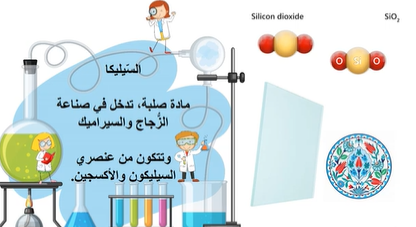 Silicon dioxide
SiO₂
السّيليكا
مادة صلبة، تدخل في صناعة
الزُّجاج والسيراميك
وتتكون من عنصري
السيليكون والأكسجين.
O Si O